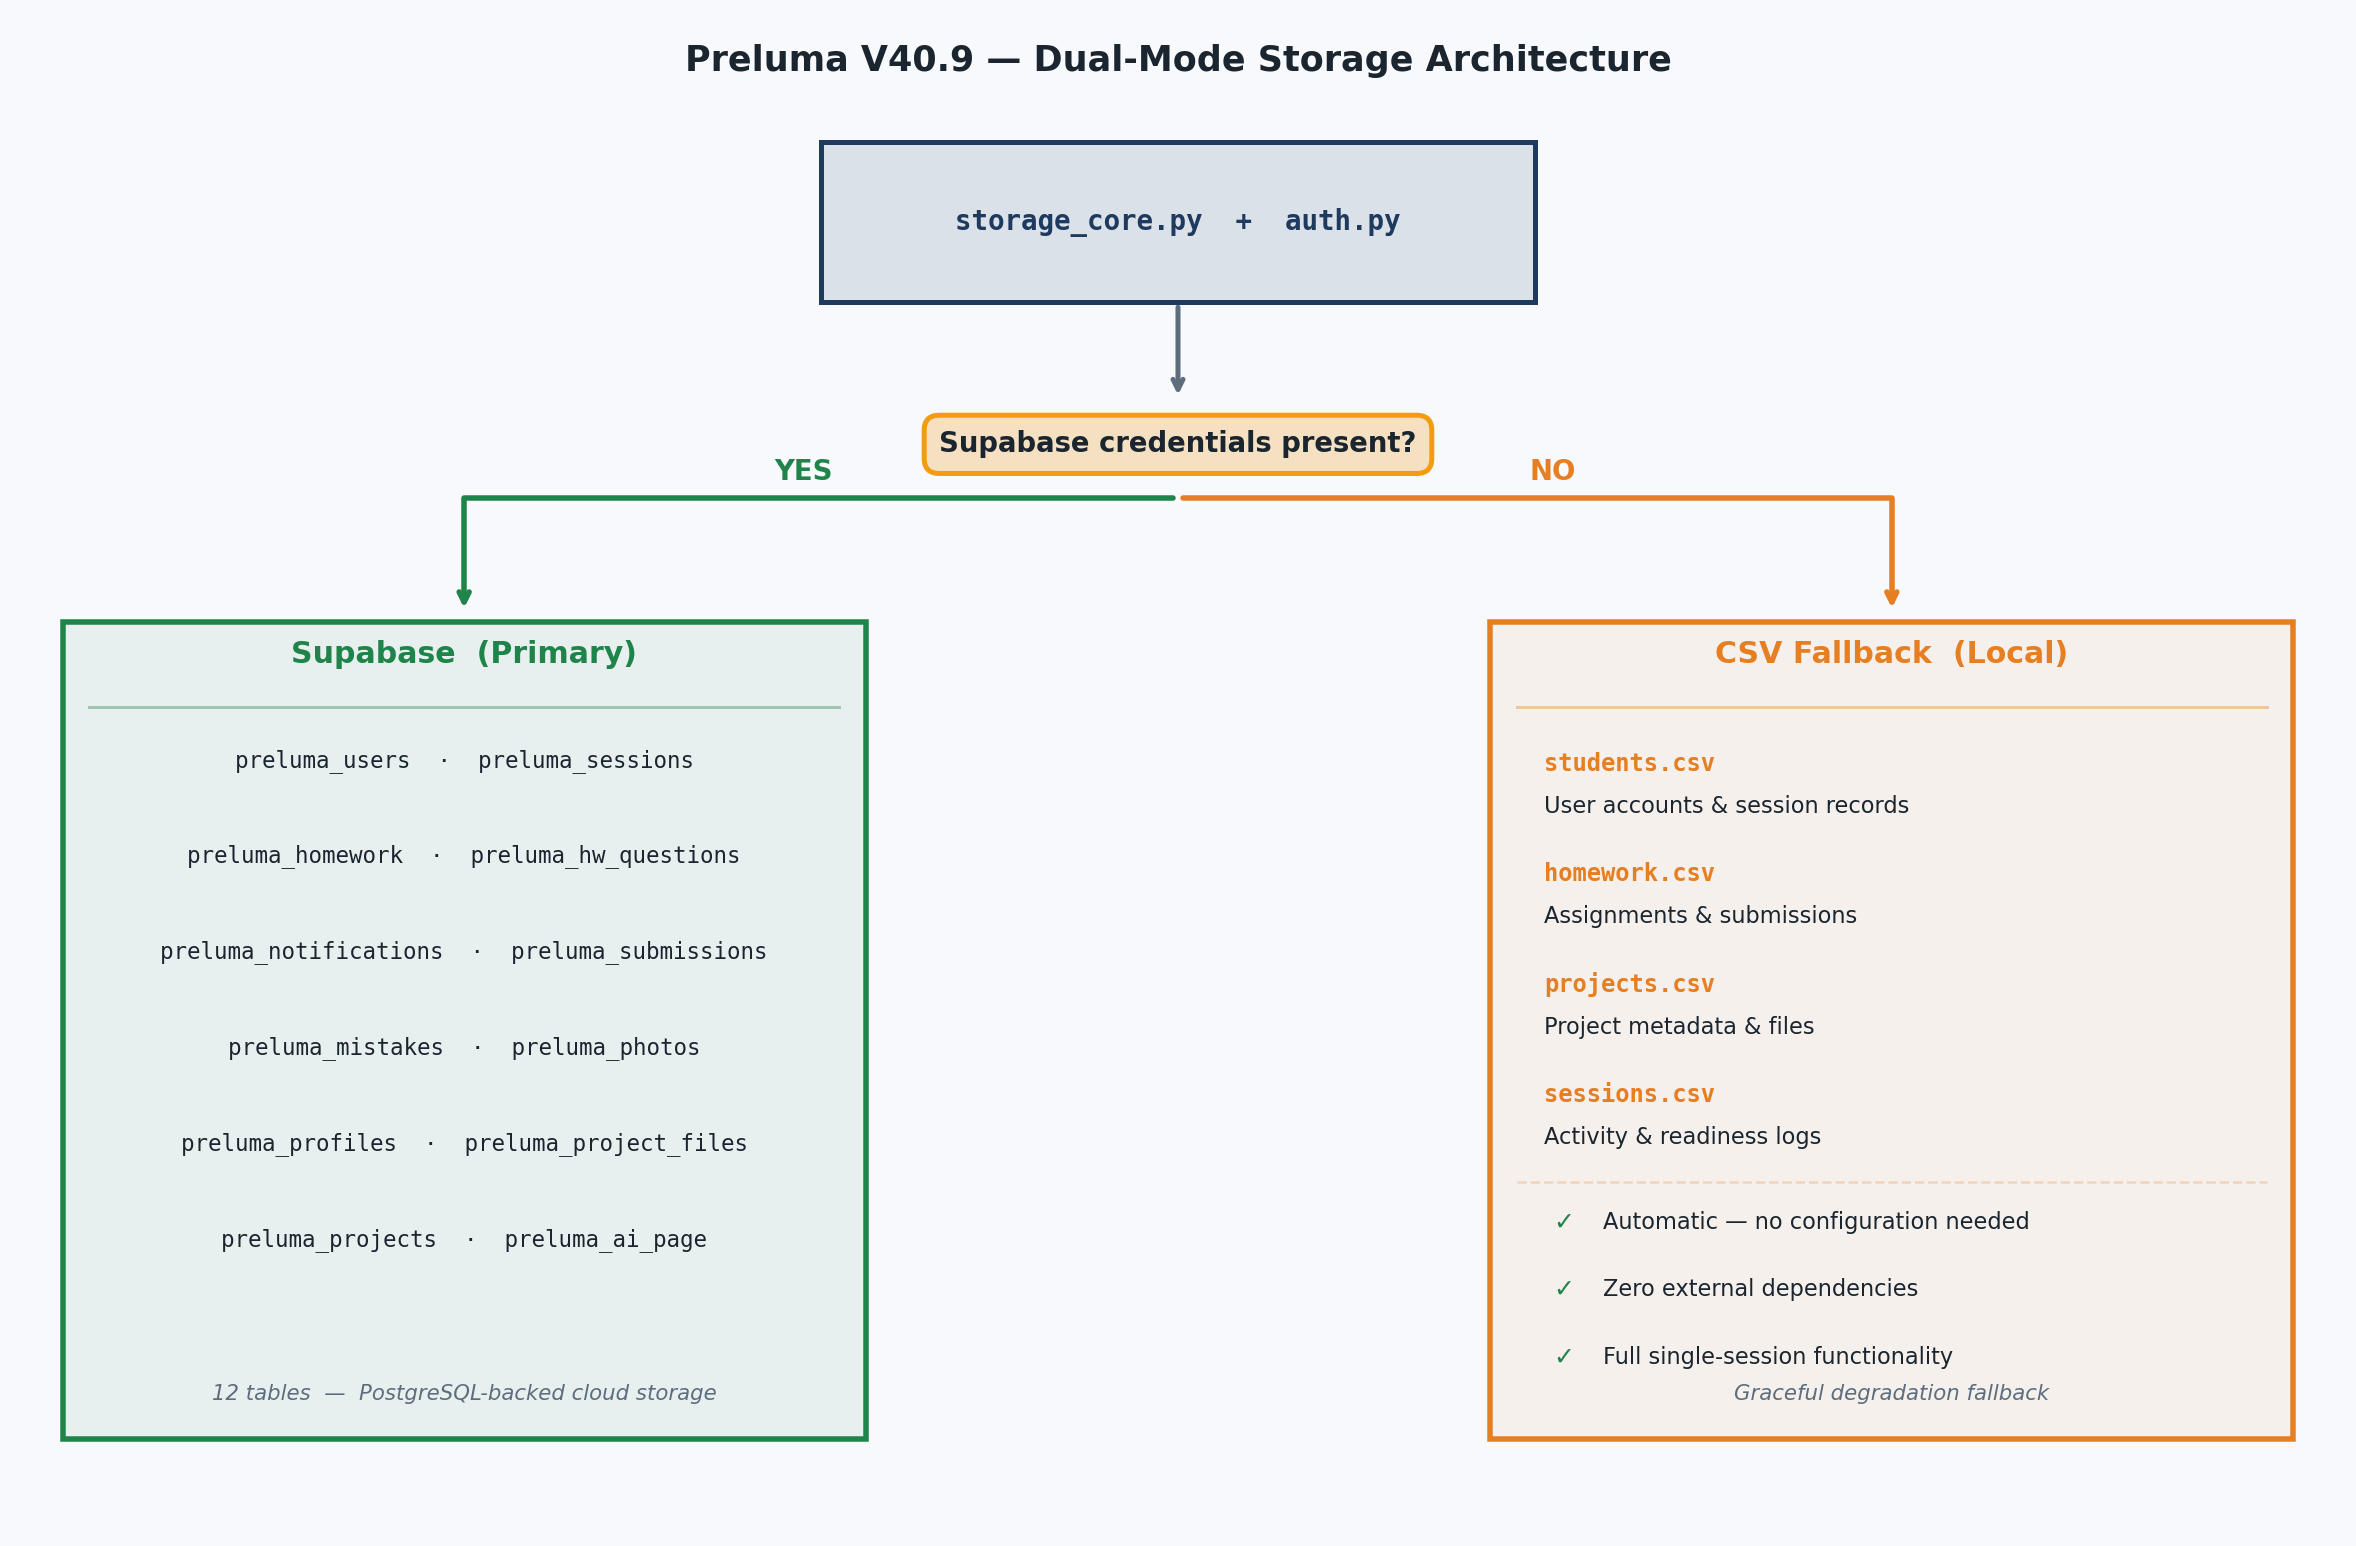 Preluma V40.9 — Dual-Mode Storage Architecture
storage_core.py + auth.py
Supabase credentials present?
YES
NO
Supabase (Primary)
preluma_users · preluma_sessions
preluma_homework · preluma_hw_questions
preluma_notifications · preluma_submissions
preluma_mistakes · preluma_photos
preluma_profiles · preluma_project_files
preluma_projects · preluma_ai_page
12 tables — PostgreSQL-backed cloud storage
CSV Fallback (Local)
students.csv
User accounts & session records
homework.csv
Assignments & submissions
projects.csv
Project metadata & files
sessions.csv
Activity & readiness logs
✓ Automatic — no configuration needed
✓ Zero external dependencies
✓ Full single-session functionality
Graceful degradation fallback